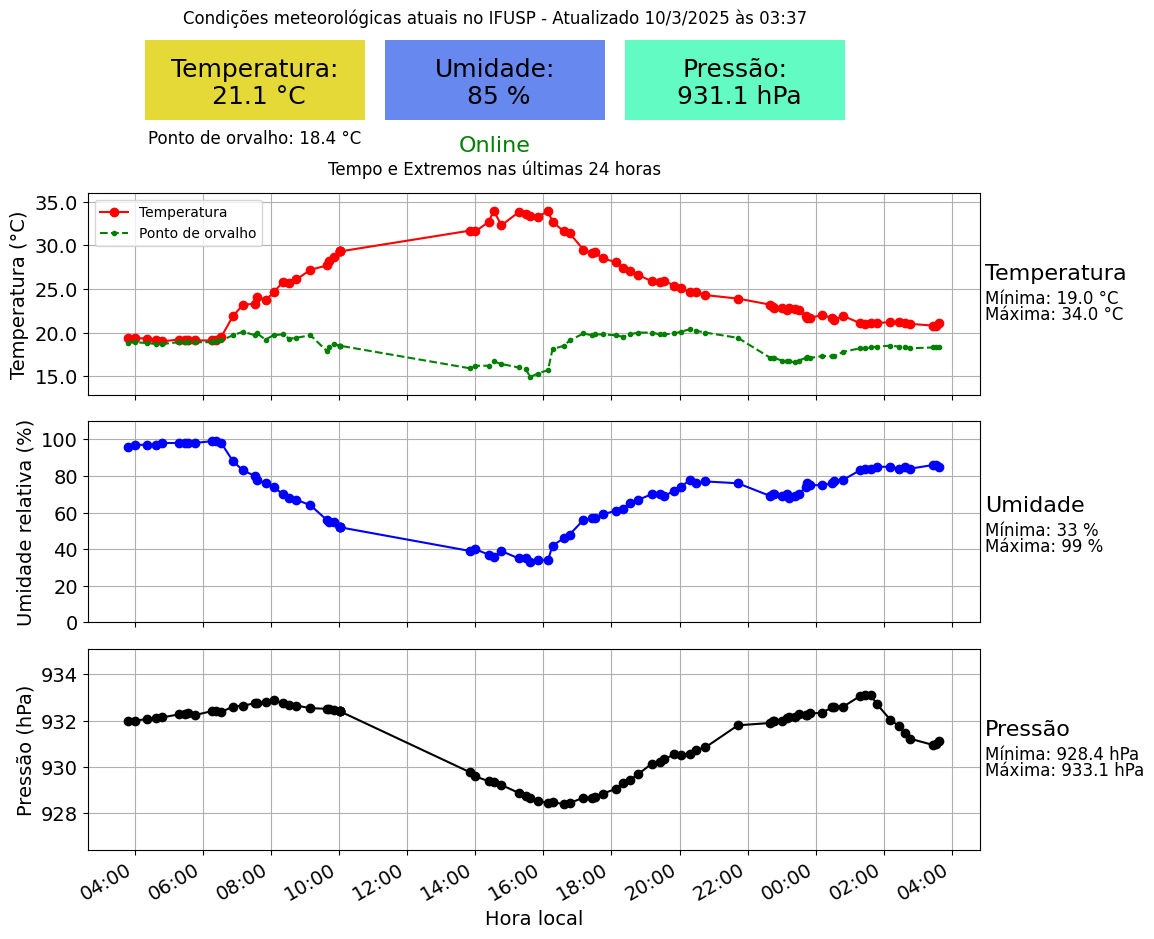 Condições meteorológicas atuais no IFUSP - Atualizado 10/3/2025 às 03:37
Temperatura:
21.1 °C
Umidade:
85 %
Pressão:
931.1 hPa
Ponto de orvalho: 18.4 °C
Online
Tempo e Extremos nas últimas 24 horas
Temperatura (°C)
35.0
30.0
25.0
20.0
15.0
Temperatura
Ponto de orvalho
Temperatura
Mínima: 19.0 °C
Máxima: 34.0 °C
Umidade relativa (%)
100
80
60
40
20
0
Umidade
Mínima: 33 %
Máxima: 99 %
Pressão (hPa)
934
932
930
928
Pressão
Mínima: 928.4 hPa
Máxima: 933.1 hPa
04:00
06:00
08:00
10:00
12:00
14:00
16:00
18:00
20:00
22:00
00:00
02:00
04:00
Hora local